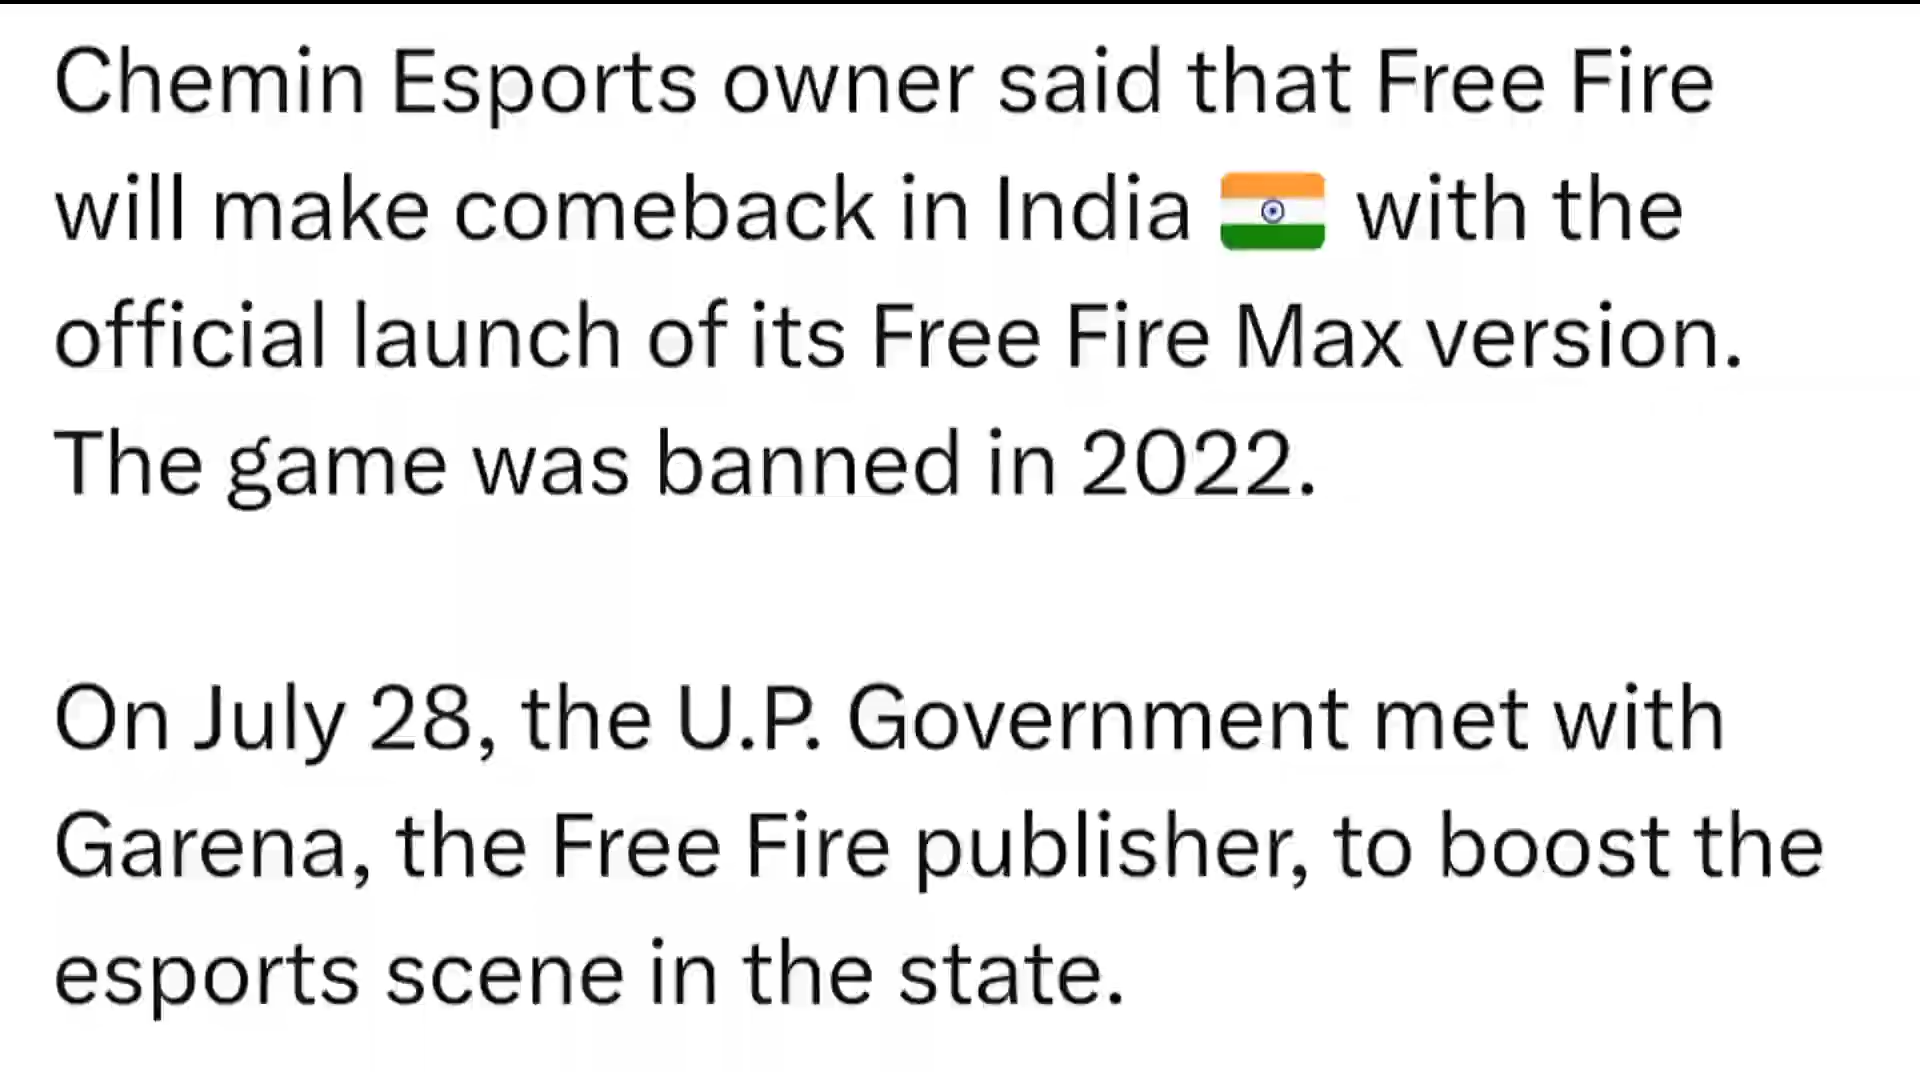 Chemin Esports owner said that Free Fire
will make comeback in India 🇮🇳 with the
official launch of its Free Fire Max version.
The game was banned in 2022.
On July 28, the U.P. Government met with
Garena, the Free Fire publisher, to boost the
esports scene in the state.